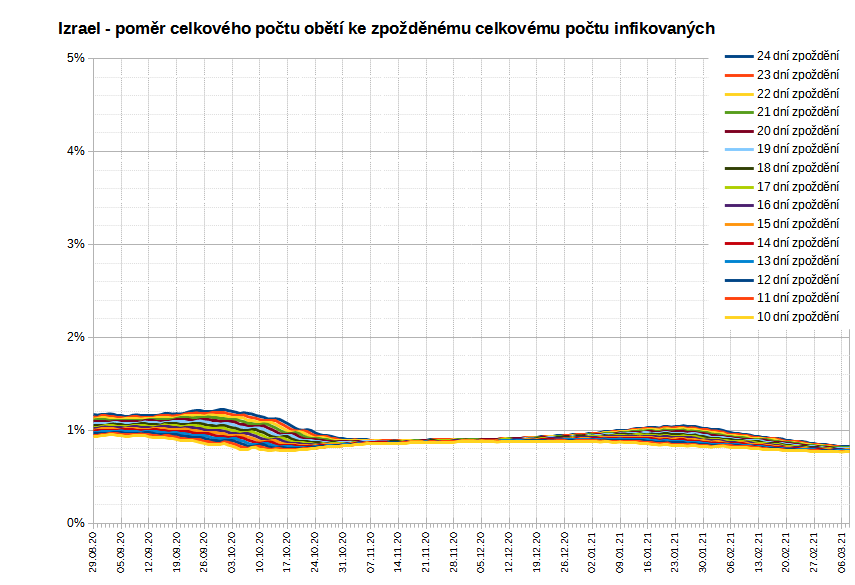 Izrael - poměr celkového počtu obětí ke zpožděnému celkovému počtu infikovaných
5%
4%
3%
2%
1%
0%
24 dní zpoždění
23 dní zpoždění
22 dní zpoždění
21 dní zpoždění
20 dní zpoždění
19 dní zpoždění
18 dní zpoždění
17 dní zpoždění
16 dní zpoždění
15 dní zpoždění
14 dní zpoždění
13 dní zpoždění
12 dní zpoždění
11 dní zpoždění
10 dní zpoždění
29.08.20
05.09.20
12.09.20
19.09.20
26.09.20
03.10.20
10.10.20
17.10.20
24.10.20
31.10.20
07.11.20
14.11.20
21.11.20
28.11.20
05.12.20
12.12.20
19.12.20
26.12.20
02.01.21
09.01.21
16.01.21
23.01.21
30.01.21
06.02.21
13.02.21
20.02.21
27.02.21
06.03.21